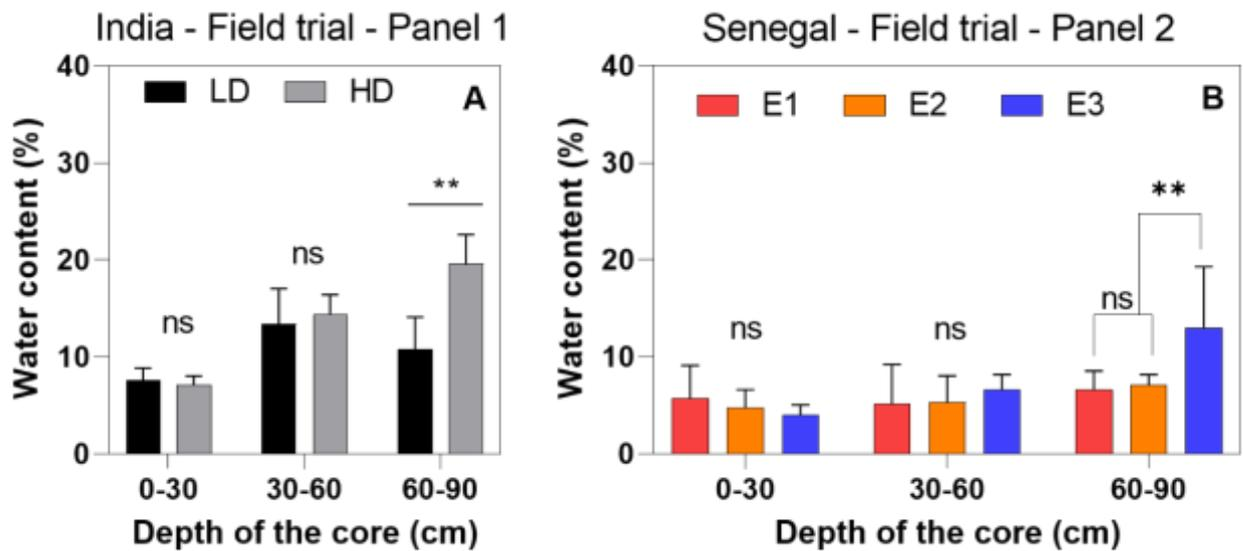 India - Field trial - Panel 1
40
30
20
10
0
Water content (%)
LD HD
A
ns
ns
**
0-30 30-60 60-90
Depth of the core (cm)
Senegal - Field trial - Panel 2
40
30
20
10
0
Water content (%)
E1 E2 E3
B
ns
ns
ns
**
0-30 30-60 60-90
Depth of the core (cm)